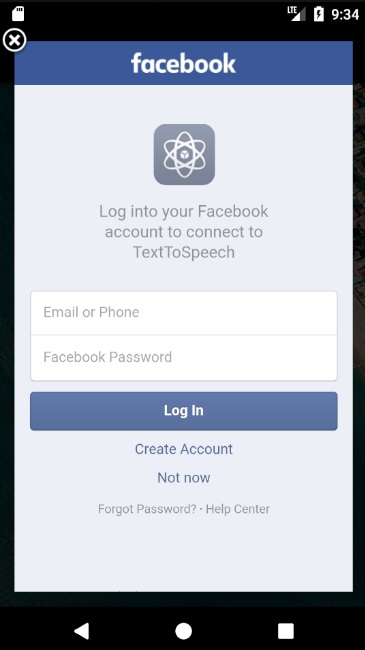 LTE 9:34
facebook
Log into your Facebook
account to connect to
TextToSpeech
Email or Phone
Facebook Password
Log In
Create Account
Not now
Forgot Password? · Help Center